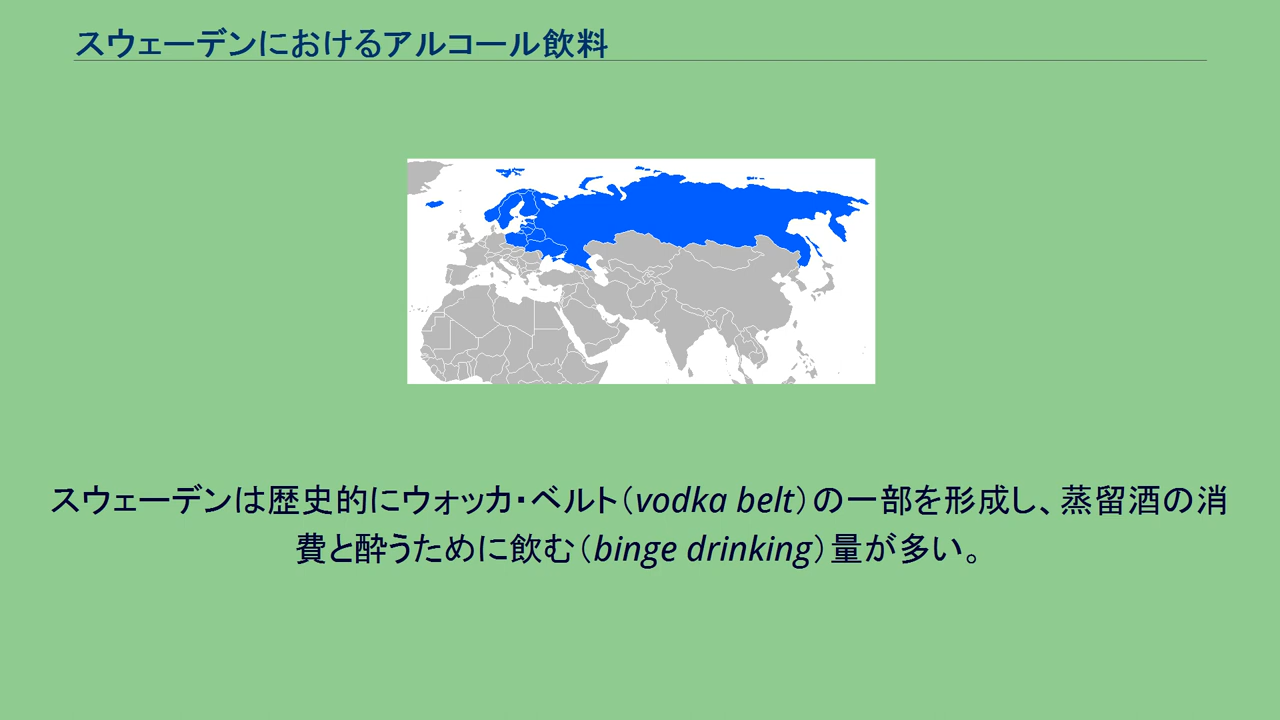 スウェーデンにおけるアルコール飲料
スウェーデンは歴史的にウォッカ・ベルト（vodka belt）の一部を形成し、蒸留酒の消
費と酔うために飲む（binge drinking）量が多い。